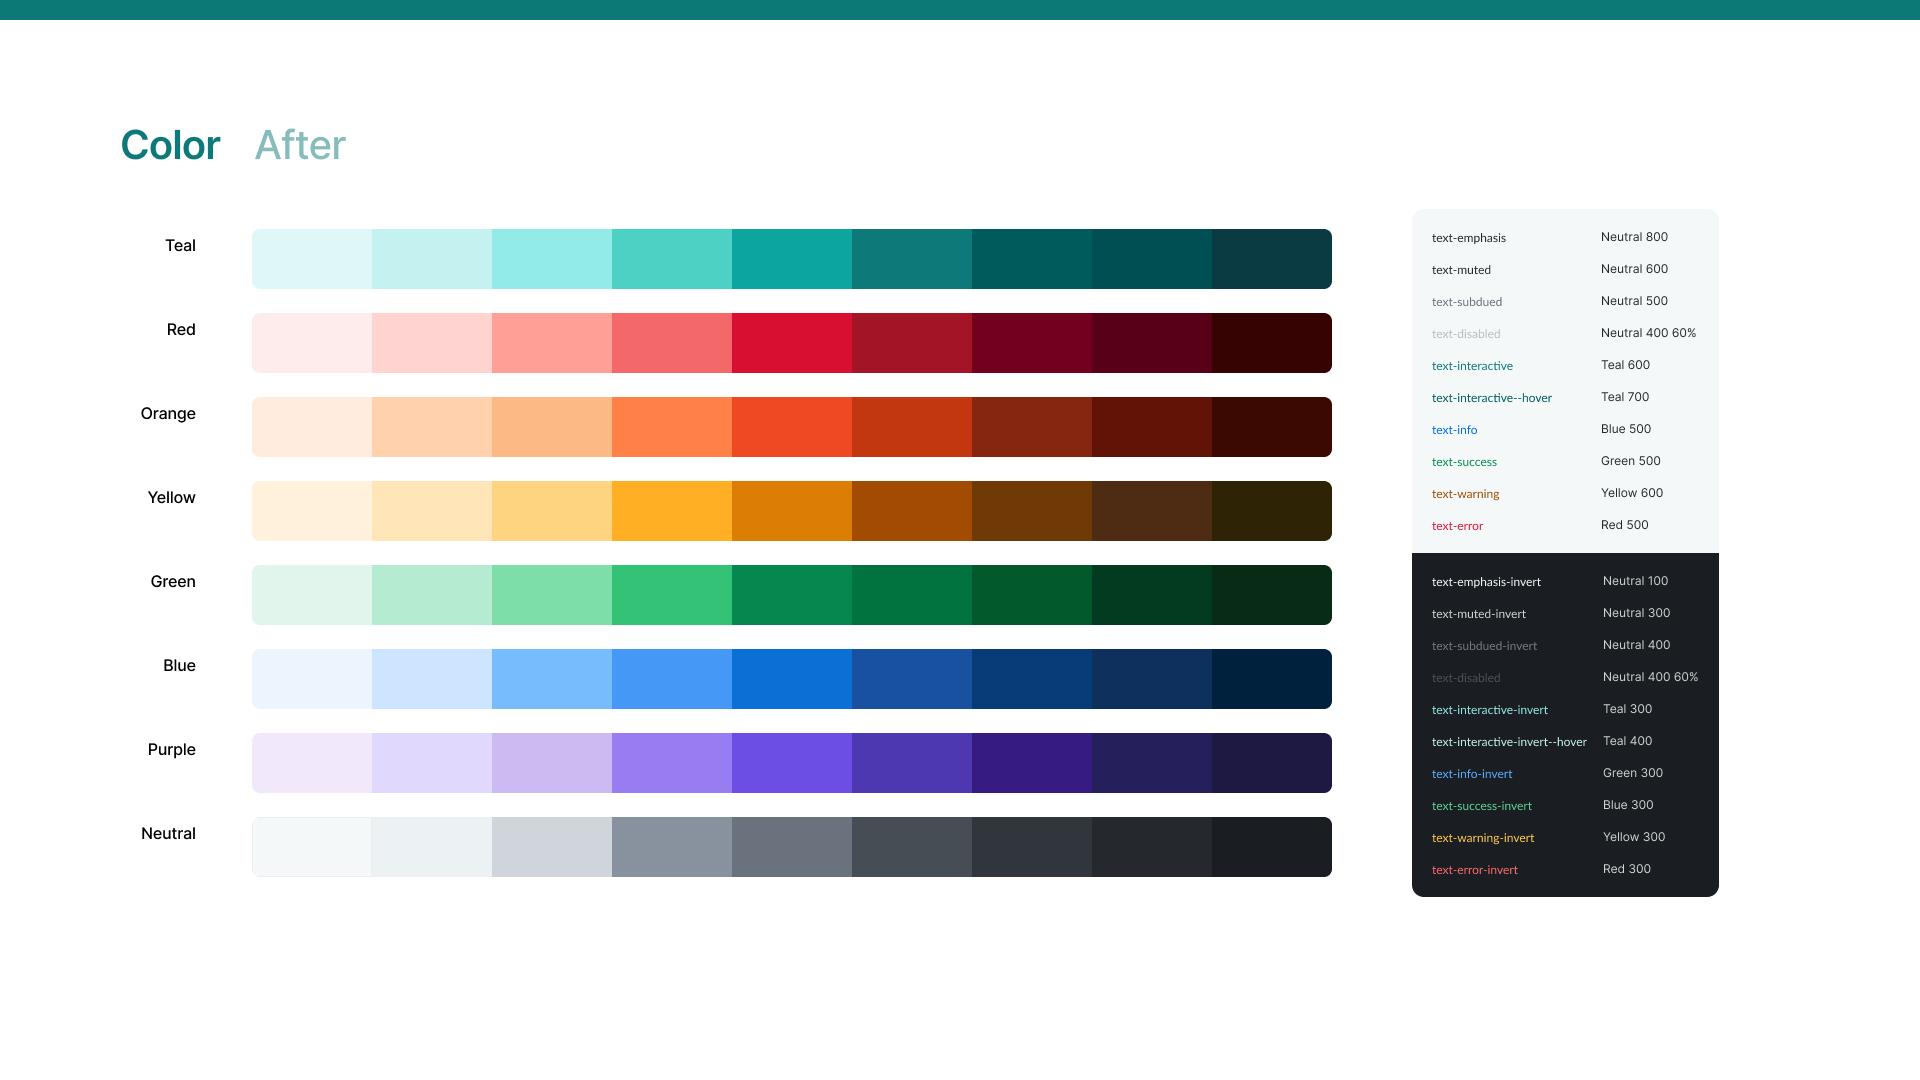 Color After
Teal
Red
Orange
Yellow
Green
Blue
Purple
Neutral
text-emphasis Neutral 800
text-muted Neutral 600
text-subdued Neutral 500
text-disabled Neutral 400 60%
text-interactive Teal 600
text-interactive--hover Teal 700
text-info Blue 500
text-success Green 500
text-warning Yellow 600
text-error Red 500
text-emphasis-invert Neutral 100
text-muted-invert Neutral 300
text-subdued-invert Neutral 400
text-disabled Neutral 400 60%
text-interactive-invert Teal 300
text-interactive-invert--hover Teal 400
text-info-invert Green 300
text-success-invert Blue 300
text-warning-invert Yellow 300
text-error-invert Red 300